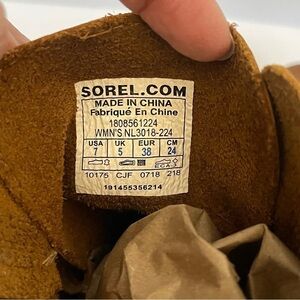 SOREL.COM
MADE IN CHINA
Fabriqué En Chine
1808561224
WMN'S NL3018-224
USA UK EUR CM
7 5 38 24
10175 CJF 0718 218
191455356214